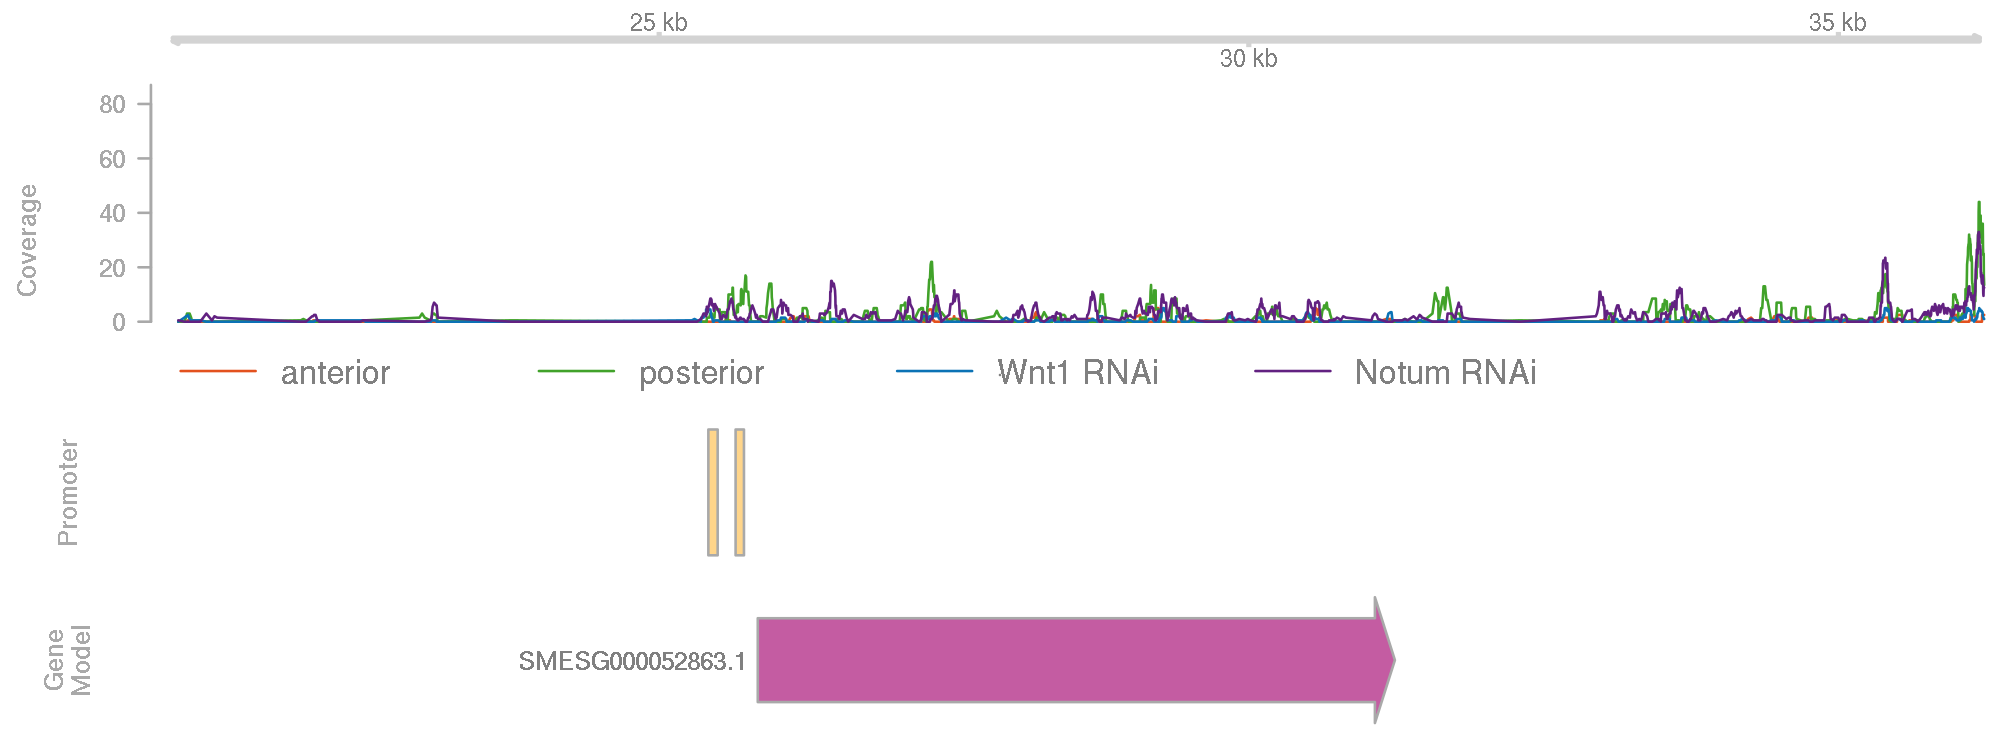 25 kb
35 kb
30 kb
80
60
40
20
0
Coverage
anterior posterior Wnt1 RNAi Notum RNAi
Promoter
SMESG000052863.1
Gene
Model